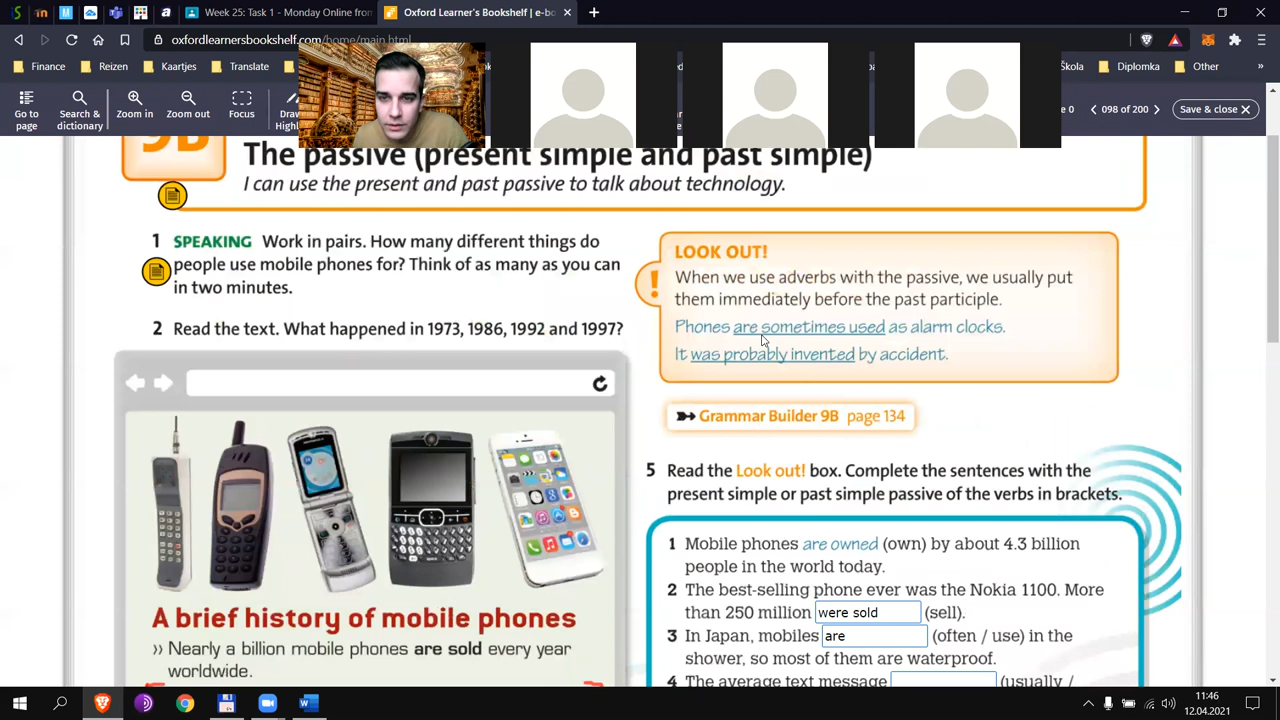 Week 25: Task 1 - Monday Online from
Oxford Learner's Bookshelf | e-bo
oxfordlearnersbookshelf.com/home/main.html
Finance
Reizen
Kaartjes
Translate
Škola
Diplomka
Other
Go to page
Search & dictionary
Zoom in
Zoom out
Focus
098 of 200
Save & close
9B
The passive (present simple and past simple)
I can use the present and past passive to talk about technology.
1 SPEAKING Work in pairs. How many different things do
people use mobile phones for? Think of as many as you can
in two minutes.
2 Read the text. What happened in 1973, 1986, 1992 and 1997?
A brief history of mobile phones
›› Nearly a billion mobile phones are sold every year
worldwide.
LOOK OUT!
!
When we use adverbs with the passive, we usually put
them immediately before the past participle.
Phones are sometimes used as alarm clocks.
It was probably invented by accident.
Grammar Builder 9B page 134
5 Read the Look out! box. Complete the sentences with the
present simple or past simple passive of the verbs in brackets.
1 Mobile phones are owned (own) by about 4.3 billion
people in the world today.
2 The best-selling phone ever was the Nokia 1100. More
than 250 million were sold (sell).
3 In Japan, mobiles are (often / use) in the
shower, so most of them are waterproof.
4 The average text message (usually /
11:46
12.04.2021